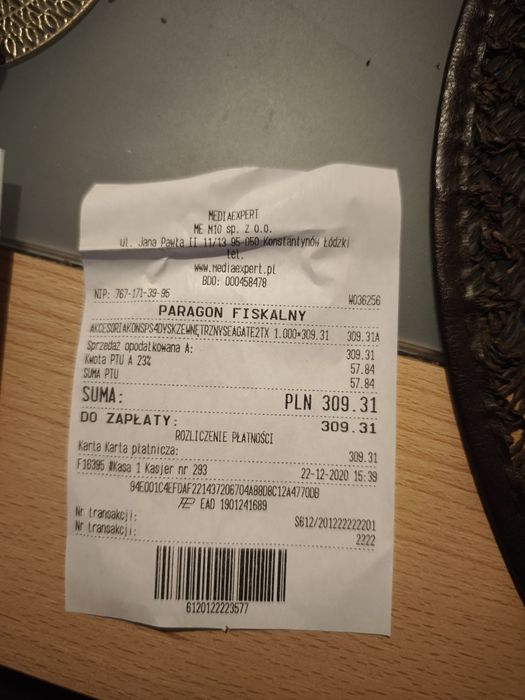 MEDIAEXPERT
ME M10 sp. Z O.O.
ul. Jana Pawła II 11/13 95-050 Konstantynów Łódzki
tel.
www.mediaexpert.pl
BDO: 000458478
NIP: 767-171-39-95 W036256
PARAGON FISKALNY
AKCESORIAKONSPS4DYSKZEWNĘTRZNYSEAGATE2TX 1.000*309.31 309.31A
Sprzedaż opodatkowana A: 309.31
Kwota PTU A 23% 57.84
SUMA PTU 57.84
SUMA: PLN 309.31
DO ZAPŁATY: 309.31
ROZLICZENIE PŁATNOŚCI
Karta Karta płatnicza: 309.31
F16395 #Kasa 1 Kasjer nr 293 22-12-2020 15:39
94E001C4EFDAF221437206704A88D8C12A4770DB
EAD 1901241689
Nr transakcji: S612/201222222201
Nr transakcji: 2222
6120122223577